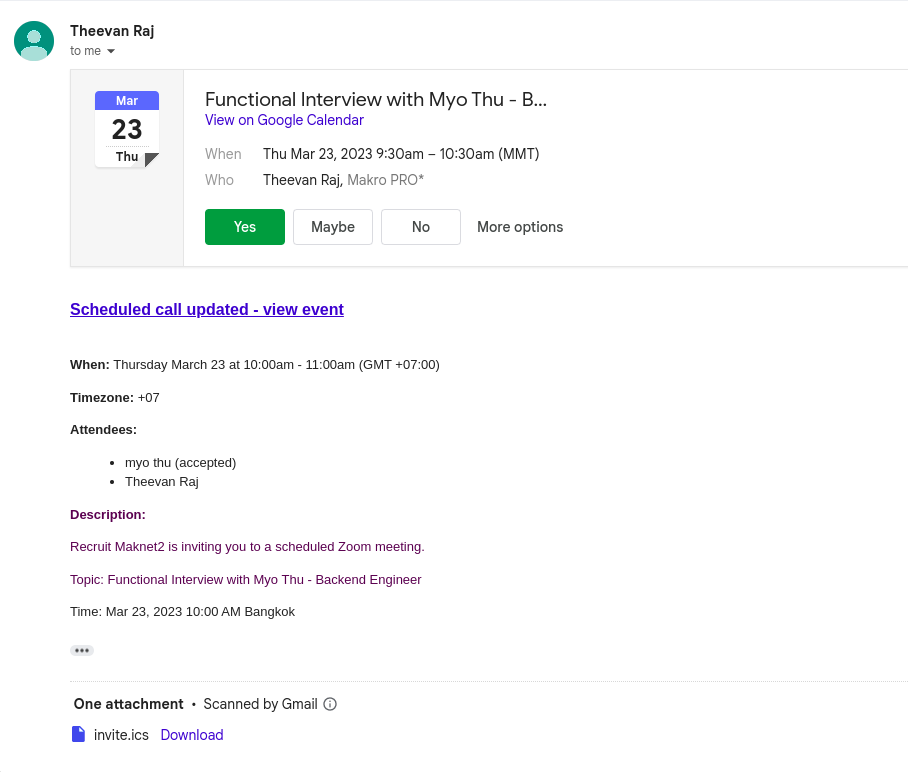 Theevan Raj
to me
Mar
23
Thu
Functional Interview with Myo Thu - B...
View on Google Calendar
When Thu Mar 23, 2023 9:30am – 10:30am (MMT)
Who Theevan Raj, Makro PRO*
Yes Maybe No More options
Scheduled call updated - view event
When: Thursday March 23 at 10:00am - 11:00am (GMT +07:00)
Timezone: +07
Attendees:
• myo thu (accepted)
• Theevan Raj
Description:
Recruit Maknet2 is inviting you to a scheduled Zoom meeting.
Topic: Functional Interview with Myo Thu - Backend Engineer
Time: Mar 23, 2023 10:00 AM Bangkok
One attachment • Scanned by Gmail
invite.ics Download